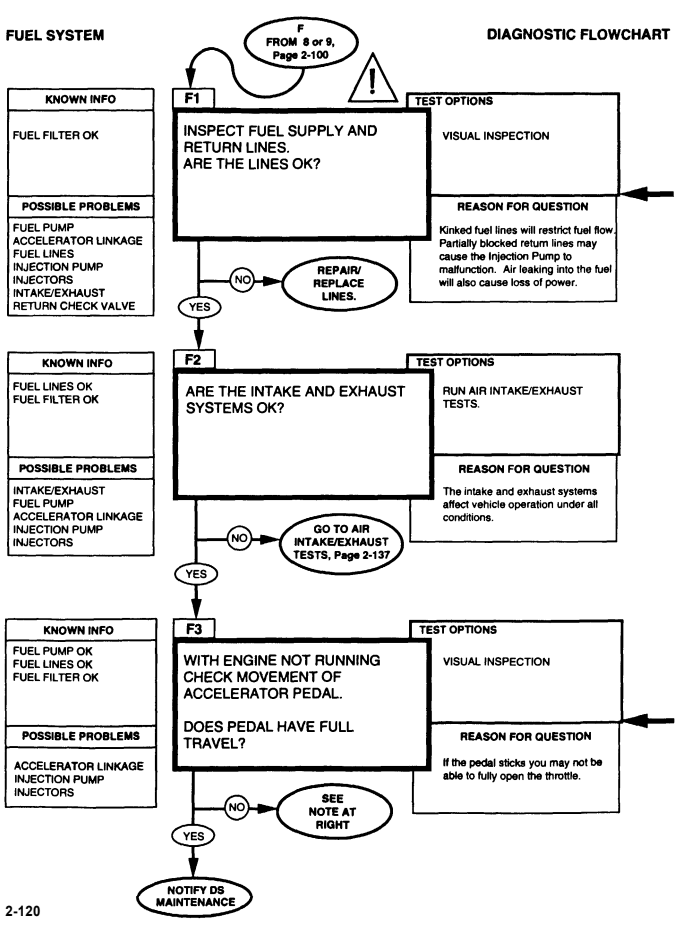 FUEL SYSTEM
DIAGNOSTIC FLOWCHART
F
FROM 8 or 9,
Page 2-100
!
KNOWN INFO
FUEL FILTER OK
POSSIBLE PROBLEMS
FUEL PUMP
ACCELERATOR LINKAGE
FUEL LINES
INJECTION PUMP
INJECTORS
INTAKE/EXHAUST
RETURN CHECK VALVE
F1
INSPECT FUEL SUPPLY AND
RETURN LINES.
ARE THE LINES OK?
TEST OPTIONS
VISUAL INSPECTION
REASON FOR QUESTION
Kinked fuel lines will restrict fuel flow.
Partially blocked return lines may
cause the Injection Pump to
malfunction. Air leaking into the fuel
will also cause loss of power.
NO
REPAIR/
REPLACE
LINES.
YES
KNOWN INFO
FUEL LINES OK
FUEL FILTER OK
POSSIBLE PROBLEMS
INTAKE/EXHAUST
FUEL PUMP
ACCELERATOR LINKAGE
INJECTION PUMP
INJECTORS
F2
ARE THE INTAKE AND EXHAUST
SYSTEMS OK?
TEST OPTIONS
RUN AIR INTAKE/EXHAUST
TESTS.
REASON FOR QUESTION
The intake and exhaust systems
affect vehicle operation under all
conditions.
NO
GO TO AIR
INTAKE/EXHAUST
TESTS, Page 2-137
YES
KNOWN INFO
FUEL PUMP OK
FUEL LINES OK
FUEL FILTER OK
POSSIBLE PROBLEMS
ACCELERATOR LINKAGE
INJECTION PUMP
INJECTORS
F3
WITH ENGINE NOT RUNNING
CHECK MOVEMENT OF
ACCELERATOR PEDAL.
DOES PEDAL HAVE FULL
TRAVEL?
TEST OPTIONS
VISUAL INSPECTION
REASON FOR QUESTION
If the pedal sticks you may not be
able to fully open the throttle.
NO
SEE
NOTE AT
RIGHT
YES
NOTIFY DS
MAINTENANCE
2-120